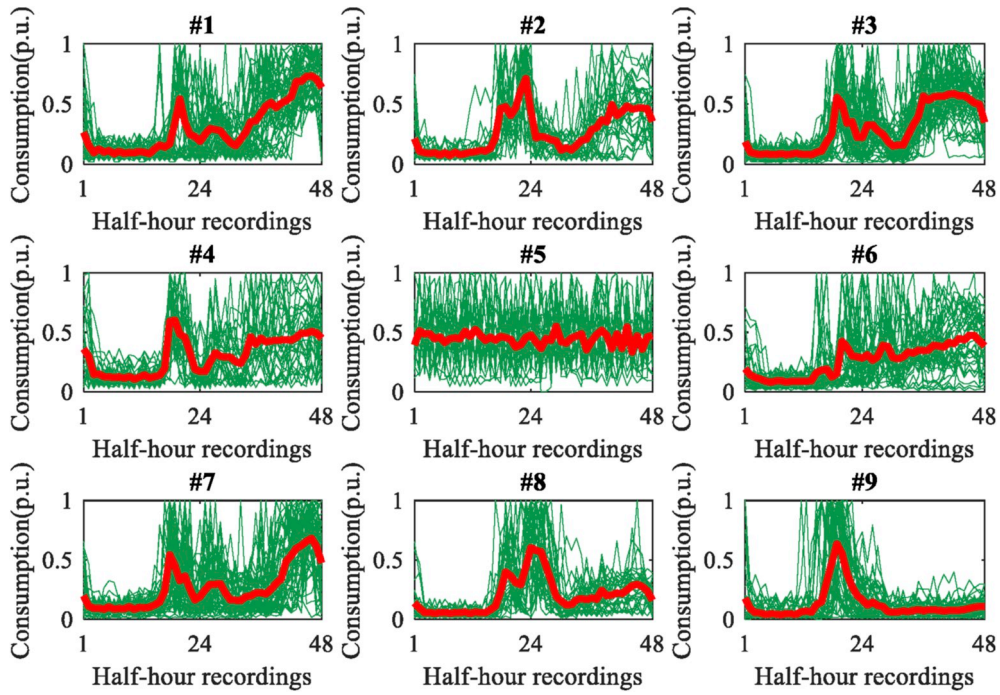 #1 #2 #3
Consumption(p.u.) 1 0.5 0 Consumption(p.u.) 1 0.5 0 Consumption(p.u.) 1 0.5 0
1 24 48 1 24 48 1 24 48
Half-hour recordings Half-hour recordings Half-hour recordings
#4 #5 #6
Consumption(p.u.) 1 0.5 0 Consumption(p.u.) 1 0.5 0 Consumption(p.u.) 1 0.5 0
1 24 48 1 24 48 1 24 48
Half-hour recordings Half-hour recordings Half-hour recordings
#7 #8 #9
Consumption(p.u.) 1 0.5 0 Consumption(p.u.) 1 0.5 0 Consumption(p.u.) 1 0.5 0
1 24 48 1 24 48 1 24 48
Half-hour recordings Half-hour recordings Half-hour recordings